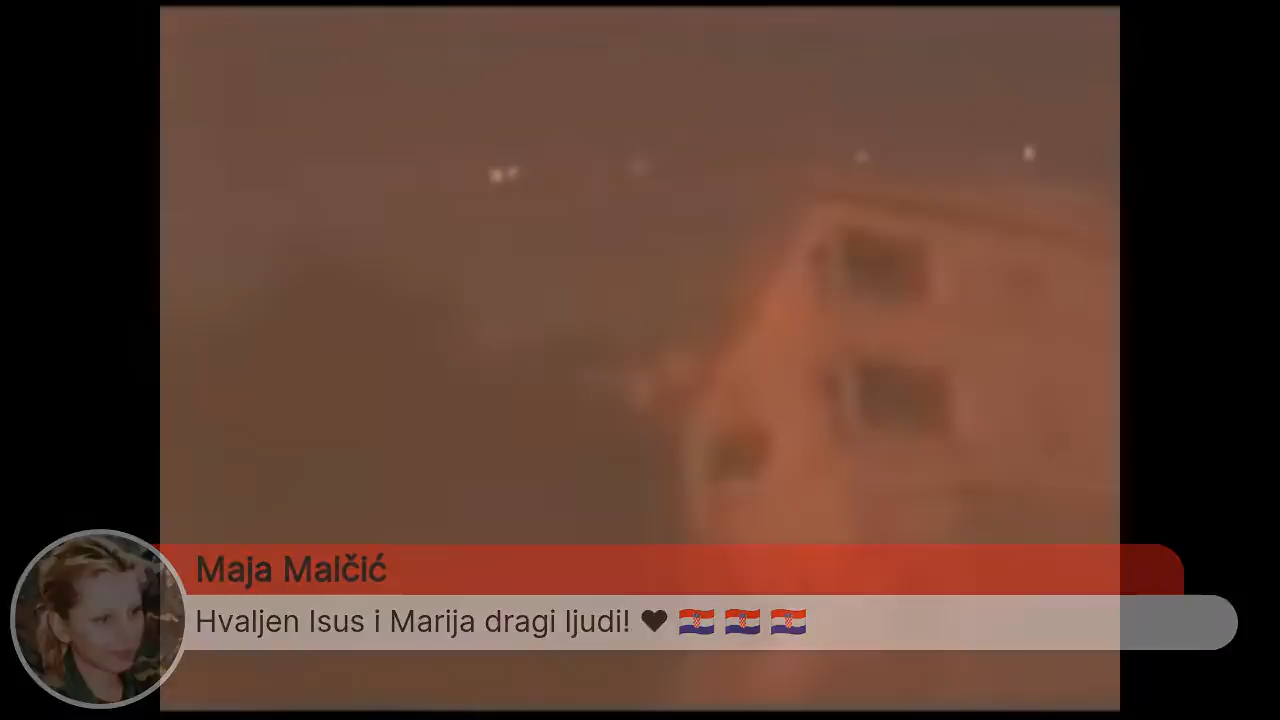 Maja Malčić
Hvaljen Isus i Marija dragi ljudi! 🖤 🇭🇷 🇭🇷 🇭🇷